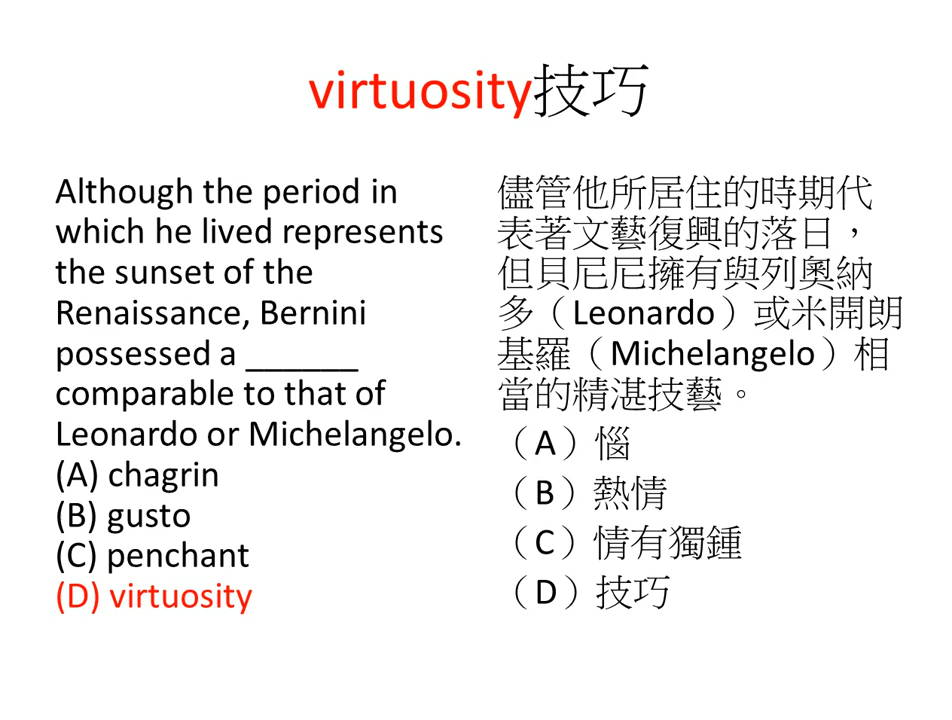 virtuosity技巧
Although the period in
which he lived represents
the sunset of the
Renaissance, Bernini
possessed a ______
comparable to that of
Leonardo or Michelangelo.
(A) chagrin
(B) gusto
(C) penchant
(D) virtuosity
儘管他所居住的時期代
表著文藝復興的落日，
但貝尼尼擁有與列奧納
多（Leonardo）或米開朗
基羅（Michelangelo）相
當的精湛技藝。
（A）惱
（B）熱情
（C）情有獨鍾
（D）技巧